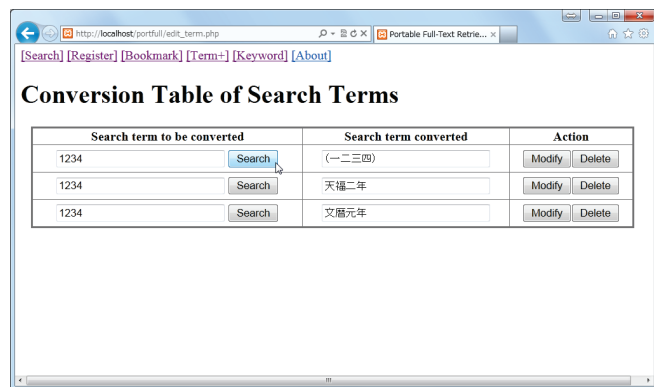 http://localhost/portfull/edit_term.php
Portable Full-Text Retrie...
[Search] [Register] [Bookmark] [Term+] [Keyword] [About]
Conversion Table of Search Terms
Search term to be converted Search term converted Action
1234 Search (一二三四) Modify Delete
1234 Search 天福二年 Modify Delete
1234 Search 文暦元年 Modify Delete